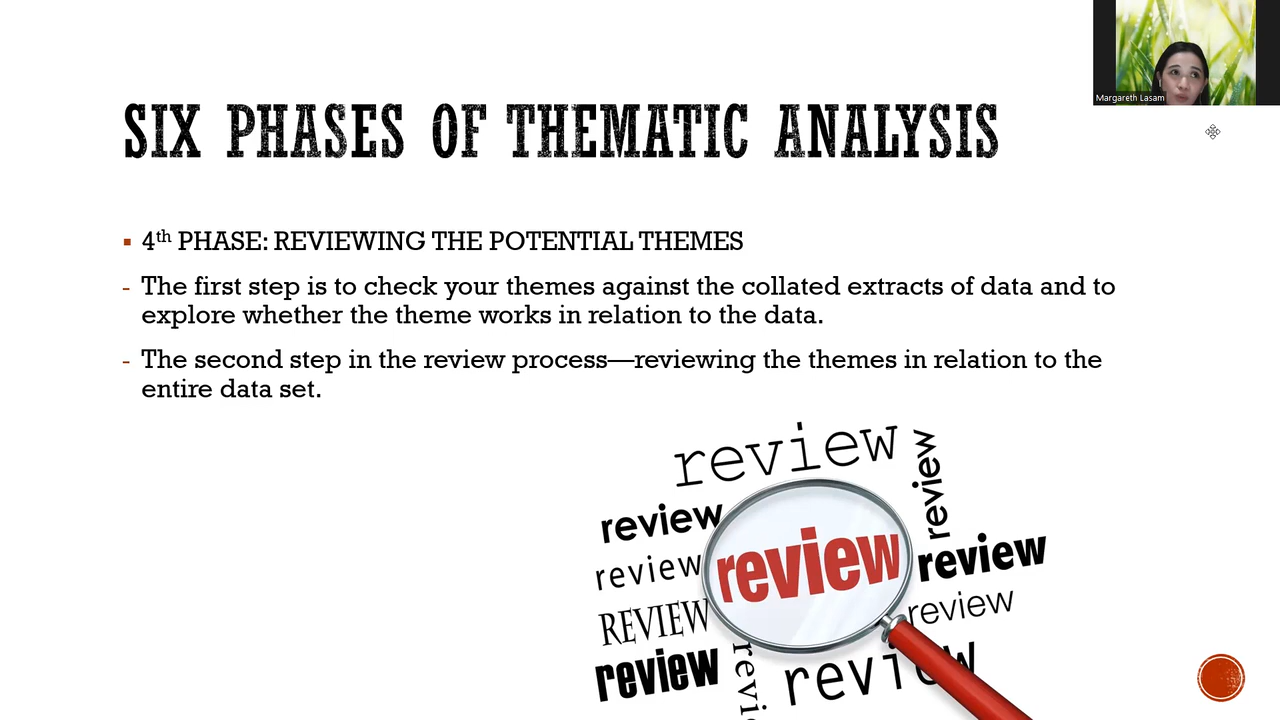 Margareth Lasam
SIX PHASES OF THEMATIC ANALYSIS
▪ 4th PHASE: REVIEWING THE POTENTIAL THEMES
- The first step is to check your themes against the collated extracts of data and to
explore whether the theme works in relation to the data.
- The second step in the review process—reviewing the themes in relation to the
entire data set.
review
review
review
review
review
review
REVIEW
review
review
review